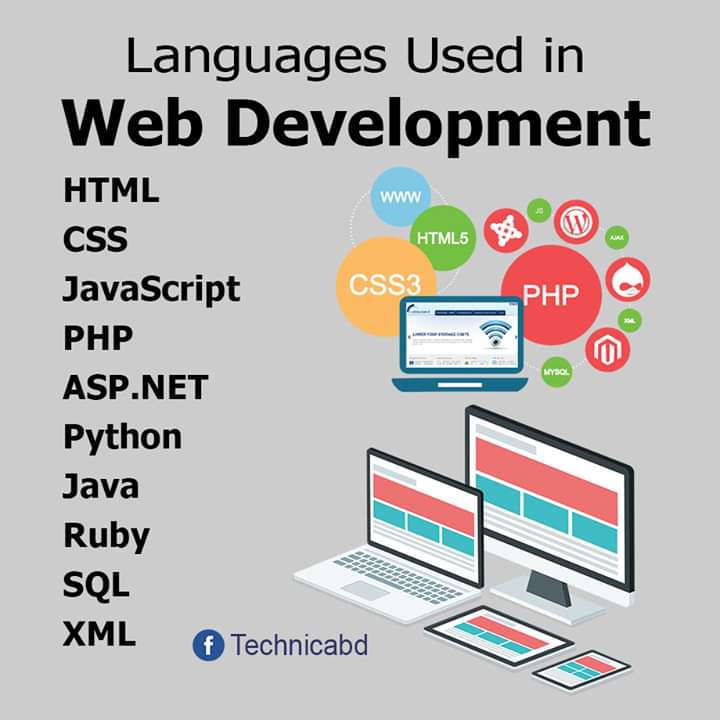 Languages Used in
Web Development
HTML
CSS
JavaScript
PHP
ASP.NET
Python
Java
Ruby
SQL
XML
WWW
HTML5
CSS3
JS
AJAX
PHP
XML
MYSQL
LOWER YOUR STORAGE COSTS
Technicabd